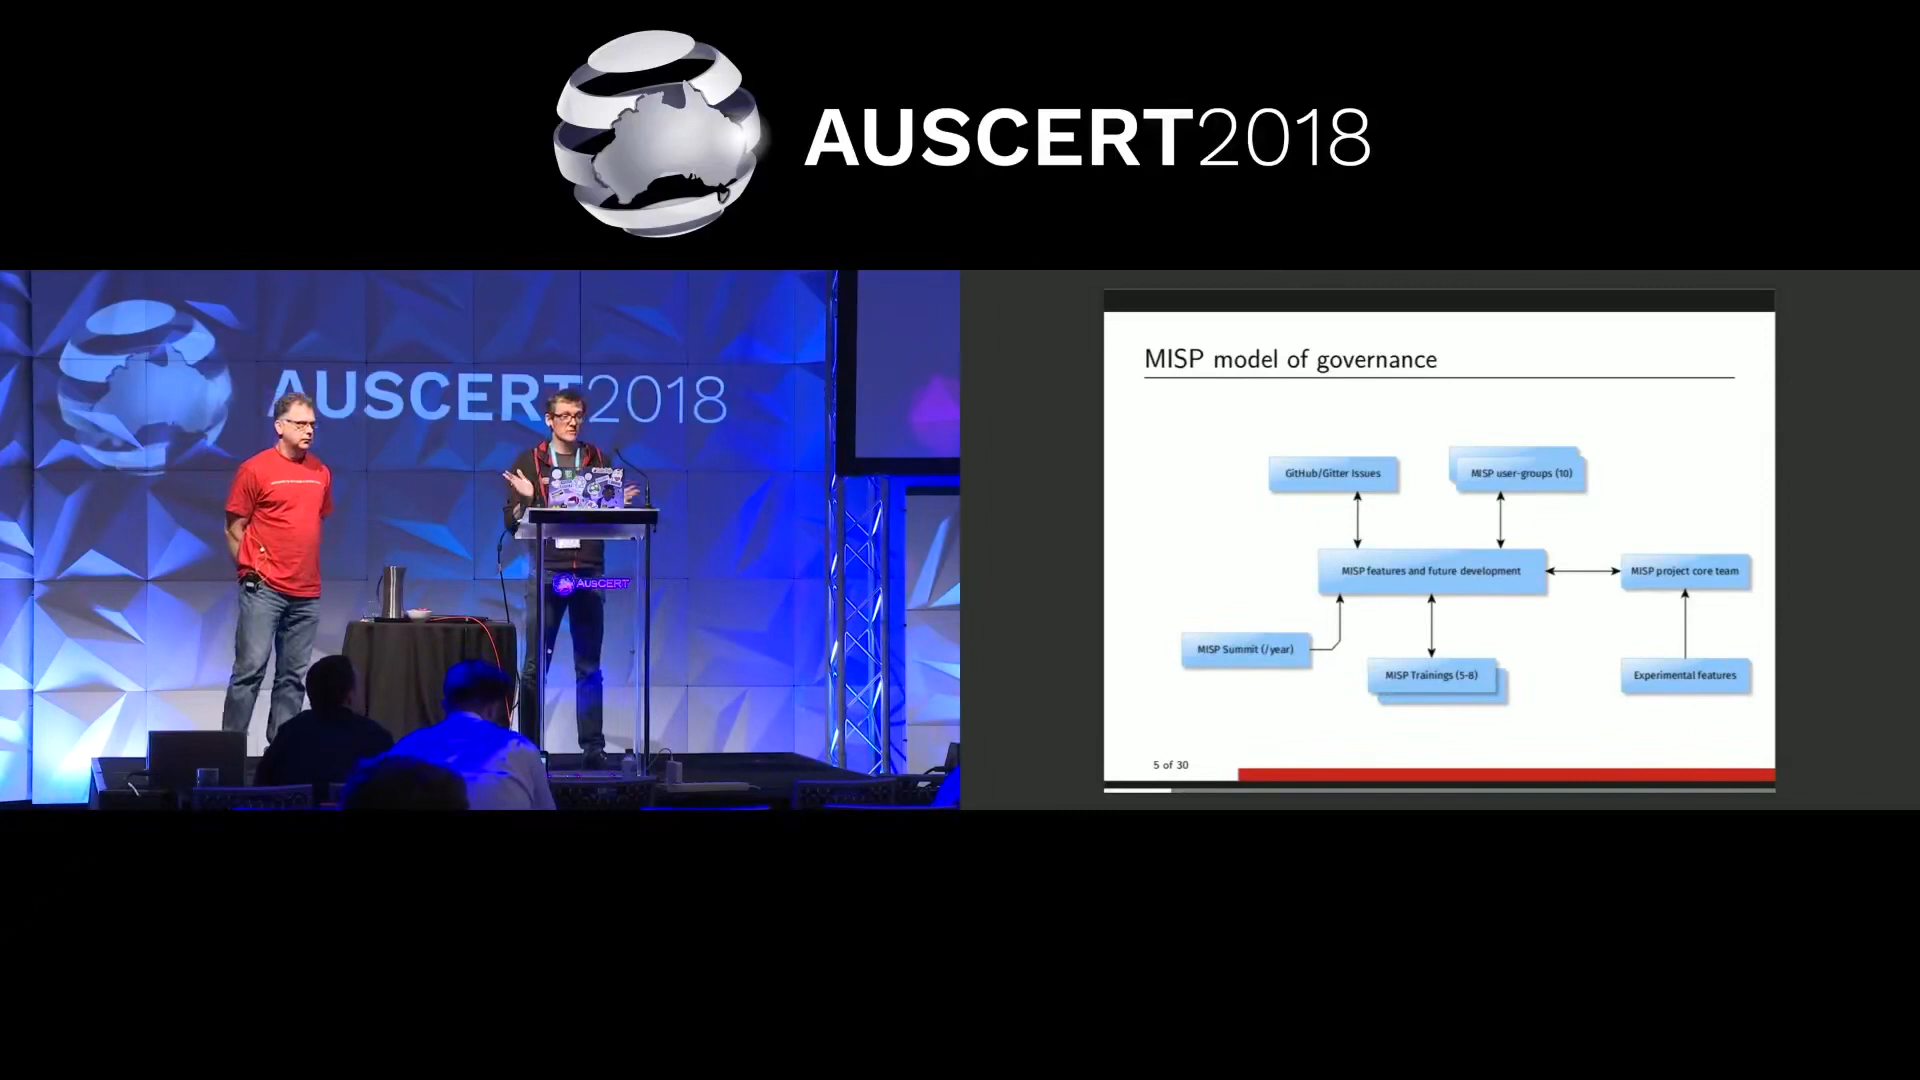 AUSCERT2018
AUSCERT2018
AUSCERT
MISP model of governance
GitHub/Gitter Issues
MISP user-groups (10)
MISP features and future development
MISP project core team
MISP Summit (/year)
MISP Trainings (5-8)
Experimental features
5 of 30